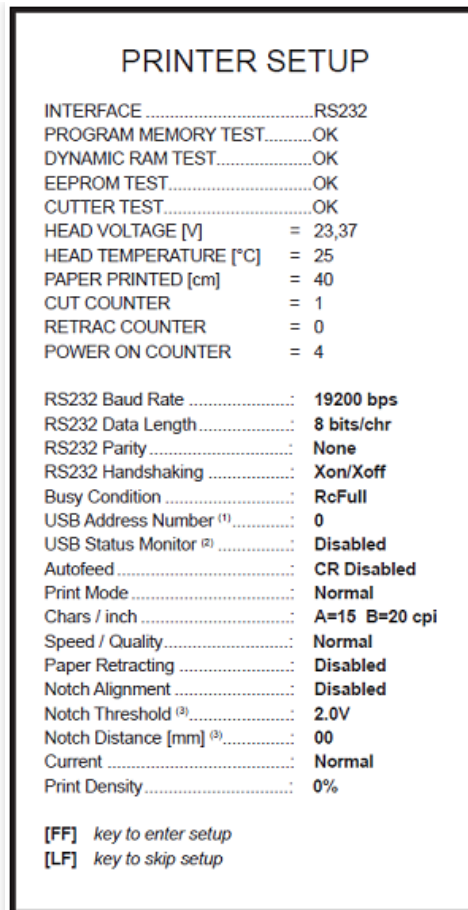 PRINTER SETUP
INTERFACE ..................................RS232
PROGRAM MEMORY TEST..........OK
DYNAMIC RAM TEST....................OK
EEPROM TEST..............................OK
CUTTER TEST...............................OK
HEAD VOLTAGE [V] = 23,37
HEAD TEMPERATURE [°C] = 25
PAPER PRINTED [cm] = 40
CUT COUNTER = 1
RETRAC COUNTER = 0
POWER ON COUNTER = 4
RS232 Baud Rate .....................: 19200 bps
RS232 Data Length...................: 8 bits/chr
RS232 Parity.............................: None
RS232 Handshaking ..................: Xon/Xoff
Busy Condition ..........................: RcFull
USB Address Number (1)............: 0
USB Status Monitor (2) ...............: Disabled
Autofeed....................................: CR Disabled
Print Mode.................................: Normal
Chars / inch ...............................: A=15 B=20 cpi
Speed / Quality..........................: Normal
Paper Retracting ........................: Disabled
Notch Alignment ........................: Disabled
Notch Threshold (3).....................: 2.0V
Notch Distance [mm] (3)..............: 00
Current ......................................: Normal
Print Density..............................: 0%
[FF] key to enter setup
[LF] key to skip setup